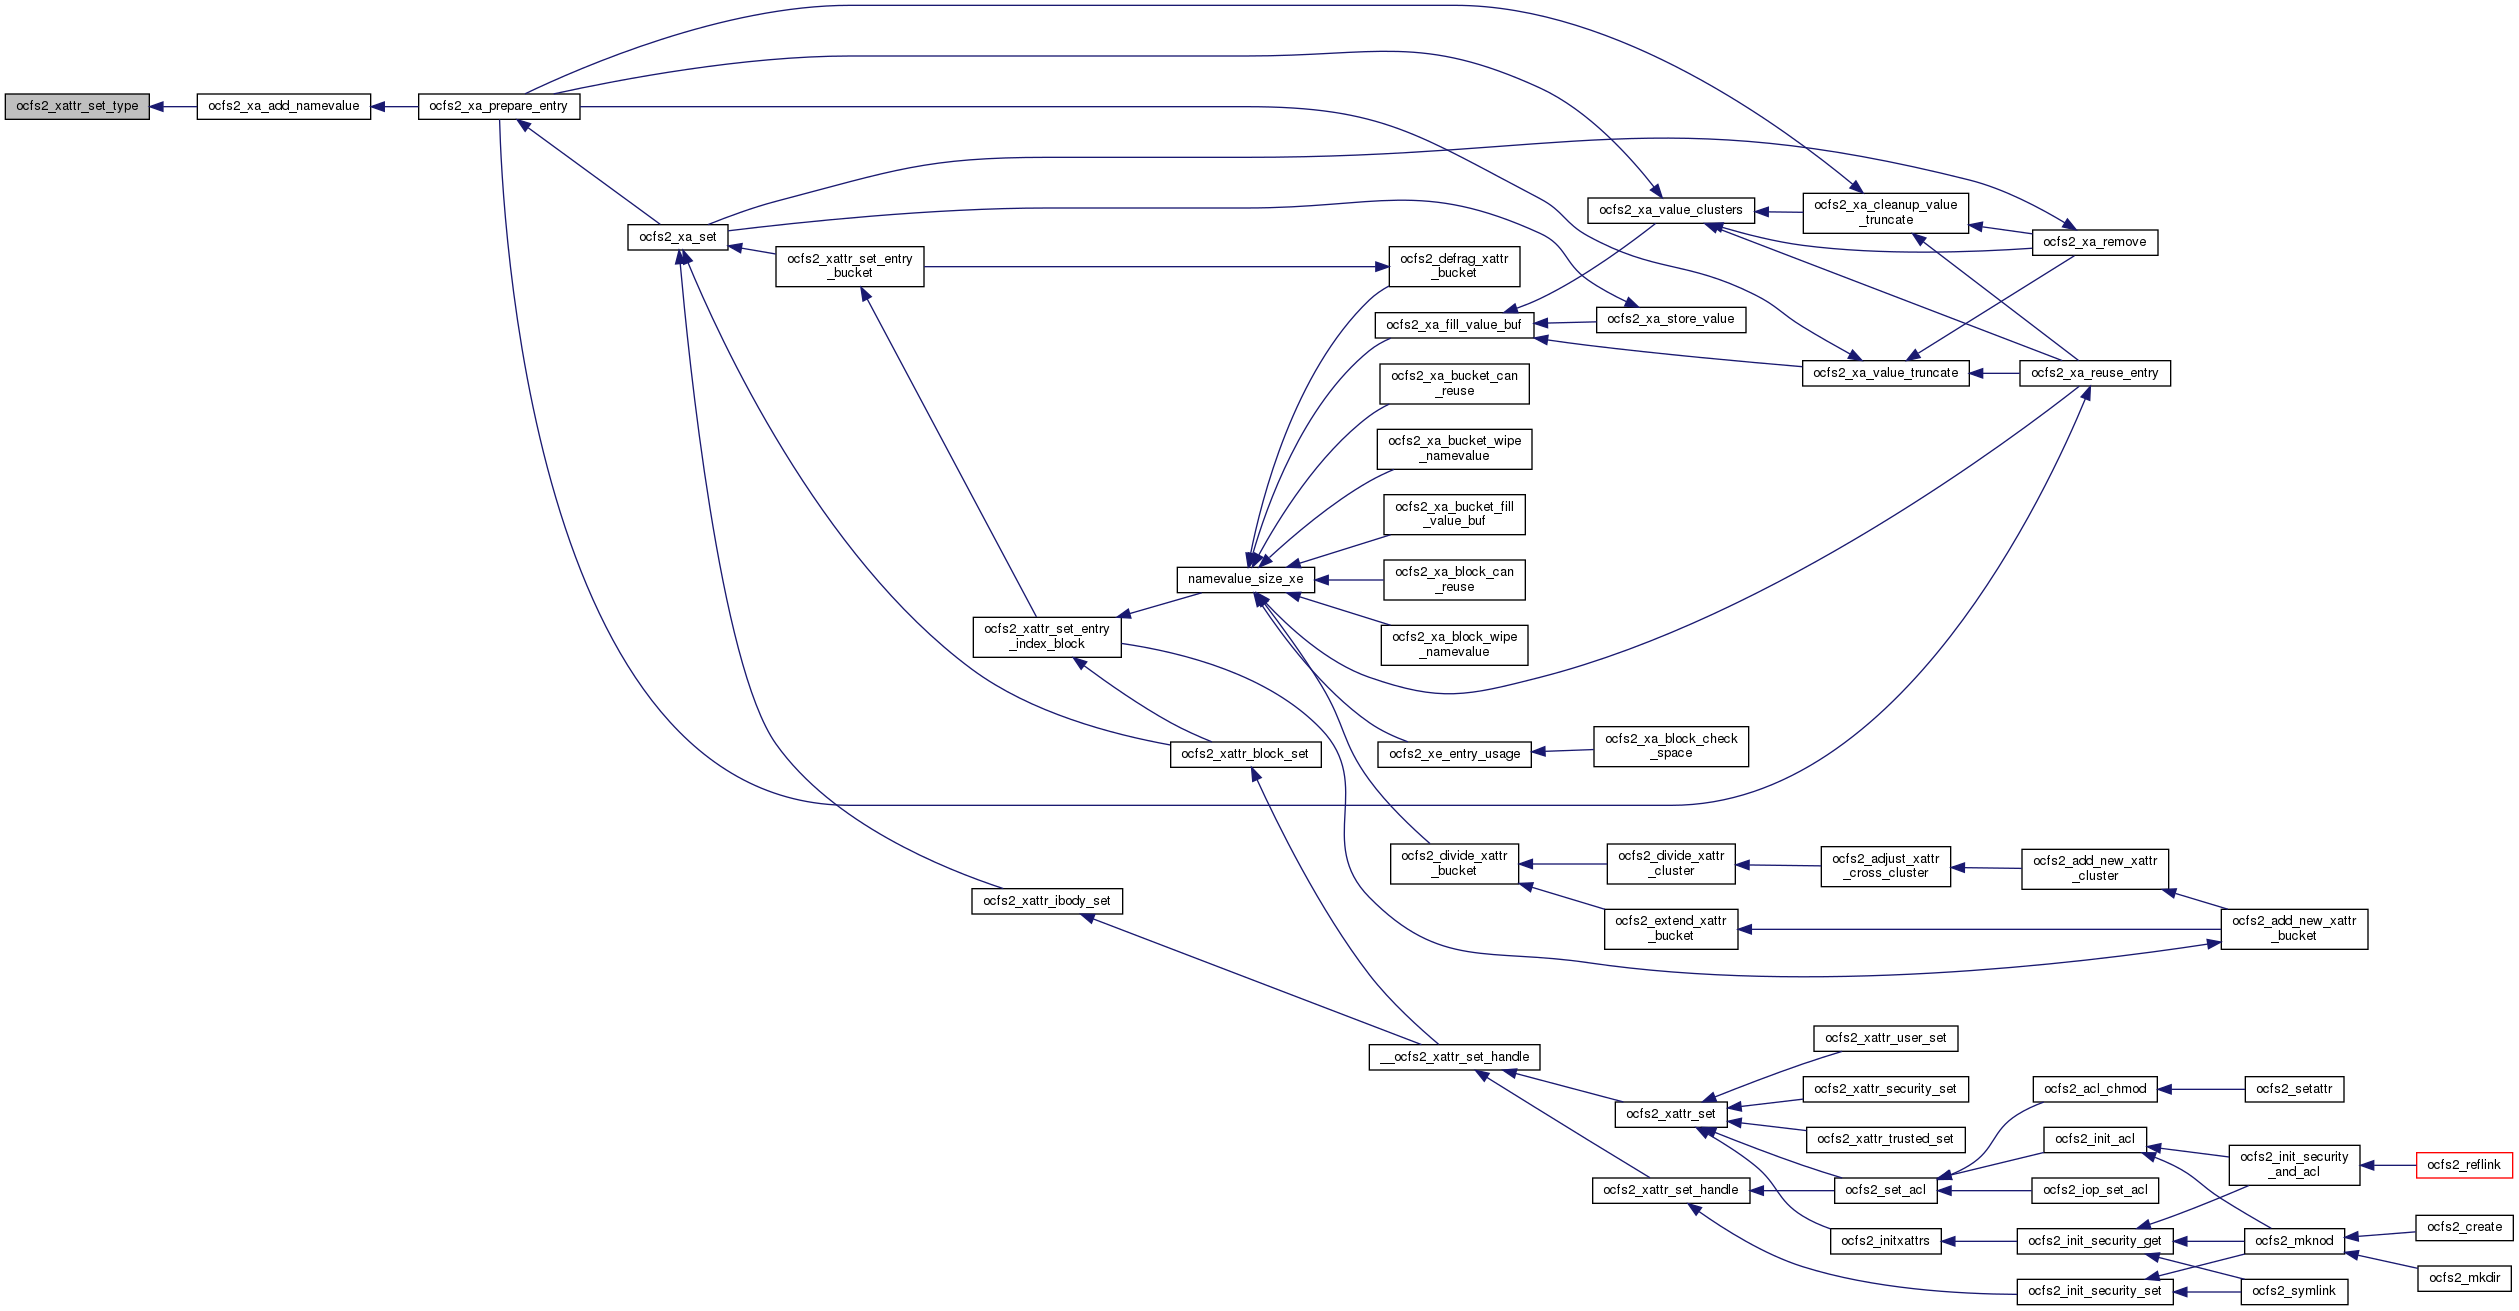 ocfs2_xattr_set_type
ocfs2_xa_add_namevalue
ocfs2_xa_prepare_entry
ocfs2_xa_set
ocfs2_xattr_set_entry
_bucket
ocfs2_xattr_set_entry
_index_block
ocfs2_xattr_ibody_set
namevalue_size_xe
ocfs2_xattr_block_set
ocfs2_defrag_xattr
_bucket
ocfs2_xa_fill_value_buf
ocfs2_xa_bucket_can
_reuse
ocfs2_xa_bucket_wipe
_namevalue
ocfs2_xa_bucket_fill
_value_buf
ocfs2_xa_block_can
_reuse
ocfs2_xa_block_wipe
_namevalue
ocfs2_xe_entry_usage
ocfs2_divide_xattr
_bucket
__ocfs2_xattr_set_handle
ocfs2_xa_value_clusters
ocfs2_xa_store_value
ocfs2_xa_block_check
_space
ocfs2_divide_xattr
_cluster
ocfs2_extend_xattr
_bucket
ocfs2_xattr_set
ocfs2_xattr_set_handle
ocfs2_xa_cleanup_value
_truncate
ocfs2_xa_value_truncate
ocfs2_adjust_xattr
_cross_cluster
ocfs2_xattr_user_set
ocfs2_xattr_security_set
ocfs2_xattr_trusted_set
ocfs2_set_acl
ocfs2_initxattrs
ocfs2_xa_remove
ocfs2_xa_reuse_entry
ocfs2_add_new_xattr
_cluster
ocfs2_acl_chmod
ocfs2_init_acl
ocfs2_iop_set_acl
ocfs2_init_security_get
ocfs2_init_security_set
ocfs2_add_new_xattr
_bucket
ocfs2_setattr
ocfs2_init_security
_and_acl
ocfs2_mknod
ocfs2_symlink
ocfs2_reflink
ocfs2_create
ocfs2_mkdir